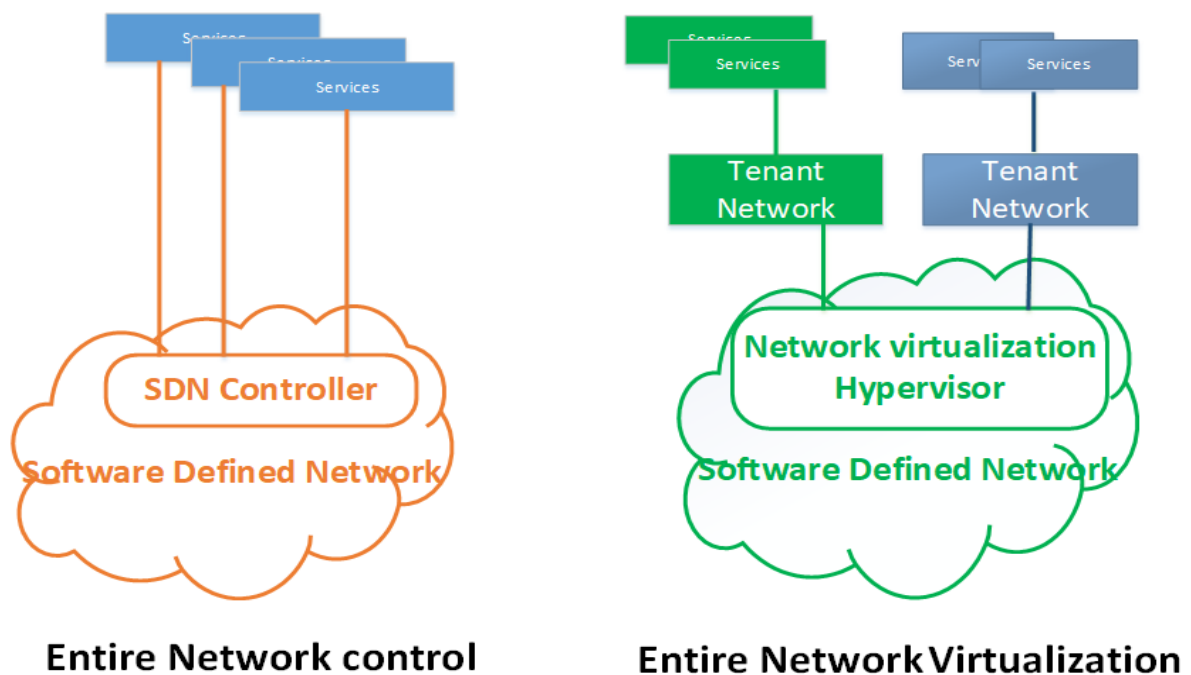 Services
Services
Services
SDN Controller
Software Defined Network
Entire Network control
Services
Services
Services
Tenant
Network
Tenant
Network
Network virtualization
Hypervisor
Software Defined Network
Entire Network Virtualization